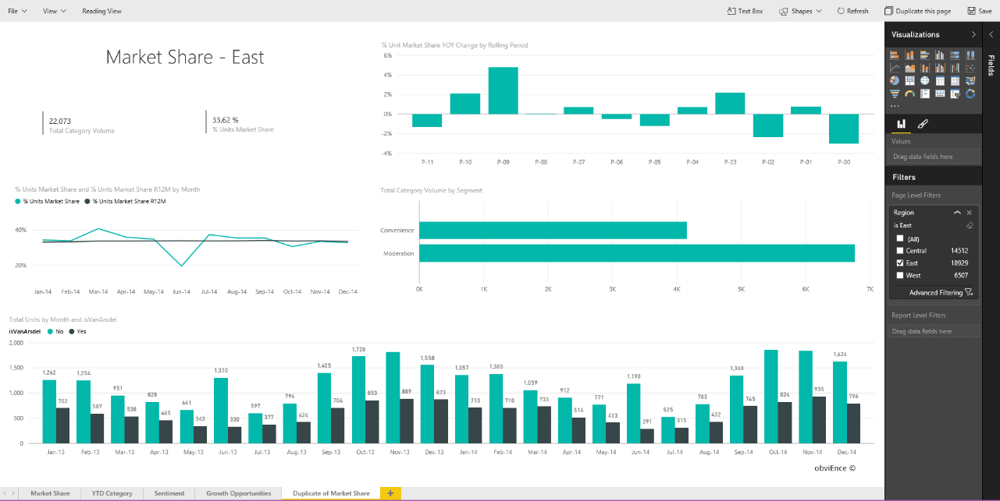 File View Reading View Text Box Shapes Refresh Duplicate this page Save
Market Share - East
22,073
Total Category Volume
33.62 %
% Units Market Share
% Unit Market Share YOY Change by Rolling Period
6%
4%
2%
0%
-2%
-4%
P-11 P-10 P-09 P-08 P-07 P-06 P-05 P-04 P-03 P-02 P-01 P-00
% Units Market Share and % Units Market Share R12M by Month
% Units Market Share % Units Market Share R12M
40%
20%
Jan-14 Feb-14 Mar-14 Apr-14 May-14 Jun-14 Jul-14 Aug-14 Sep-14 Oct-14 Nov-14 Dec-14
Total Category Volume by Segment
Convenience
Moderation
0K 1K 2K 3K 4K 5K 6K 7K
Total Units by Month and isVanArsdel
isVanArsdel No Yes
2,000
1,500
1,000
500
0
1,262 702 1,254 587 951 538 828 465 661 343 1,310 330 597 377 794 424 1,405 704 1,728 853 889 1,558 873 1,357 713 1,380 710 1,059 733 912 514 771 413 1,190 291 525 315 783 432 1,368 745 824 935 1,624 796
Jan-13 Feb-13 Mar-13 Apr-13 May-13 Jun-13 Jul-13 Aug-13 Sep-13 Oct-13 Nov-13 Dec-13 Jan-14 Feb-14 Mar-14 Apr-14 May-14 Jun-14 Jul-14 Aug-14 Sep-14 Oct-14 Nov-14 Dec-14
obviEnce ©
Market Share YTD Category Sentiment Growth Opportunities Duplicate of Market Share +
Visualizations
Values
Drag data fields here
Filters
Page Level Filters
Region
is East
(All)
Central 14512
East 18929
West 6507
Advanced Filtering
Report Level Filters
Drag data fields here
Fields